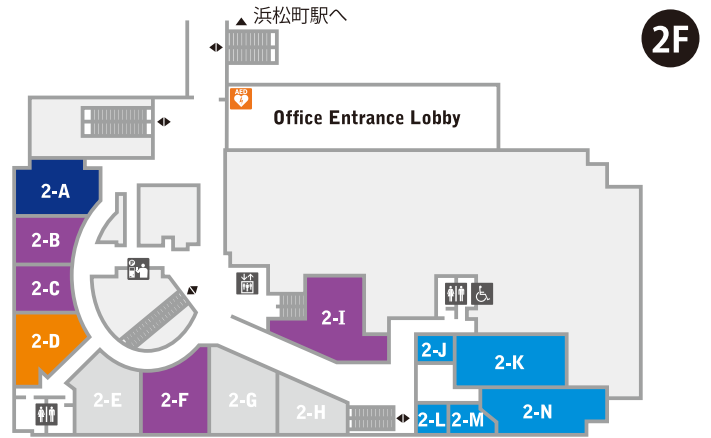 浜松町駅へ
2F
AED
Office Entrance Lobby
2-A
2-B
2-C
P
2-D
2-I
2-J
2-K
2-E
2-F
2-G
2-H
2-L
2-M
2-N